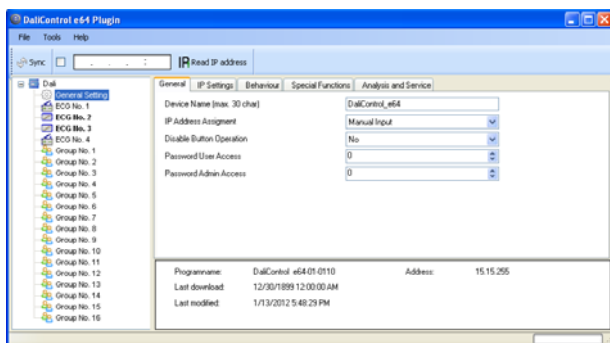 DaliControl e64 Plugin
File Tools Help
Sync . . . : Read IP address
Dali
General Setting
ECG No. 1
ECG No. 2
ECG No. 3
ECG No. 4
Group No. 1
Group No. 2
Group No. 3
Group No. 4
Group No. 5
Group No. 6
Group No. 7
Group No. 8
Group No. 9
Group No. 10
Group No. 11
Group No. 12
Group No. 13
Group No. 14
Group No. 15
Group No. 16
General IP Settings Behaviour Special Functions Analysis and Service
Device Name (max. 30 char) DaliControl_e64
IP Address Assigment Manual Input
Disable Button Operation No
Password User Access 0
Password Admin Access 0
Programname: DaliControl e64-01-0110 Address: 15.15.255
Last download: 12/30/1899 12:00:00 AM
Last modified: 1/13/2012 5:48:29 PM